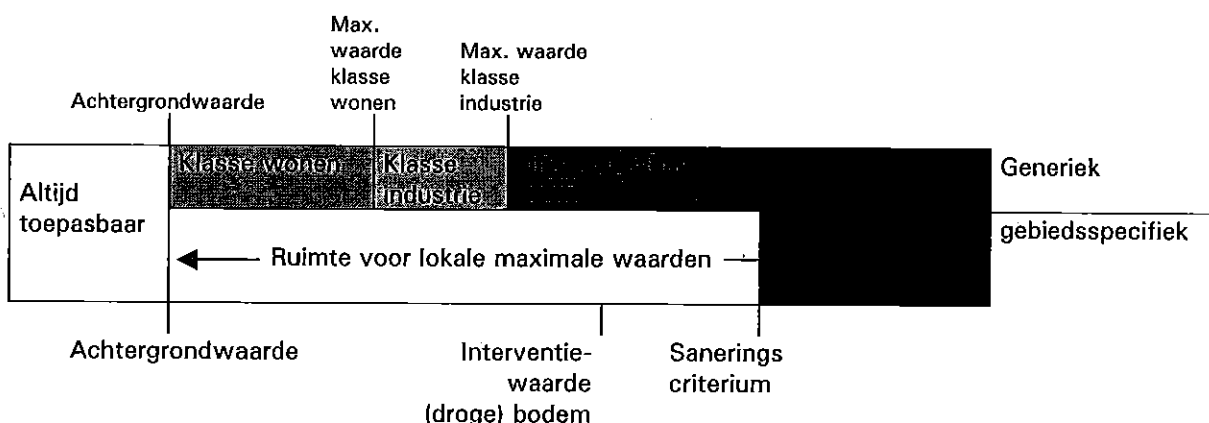 Max.
waarde
klasse
wonen
Max. waarde
klasse
industrie
Achtergrondwaarde
Altijd
toepasbaar
Klasse wonen
Klasse
industrie
Generiek
gebiedsspecifiek
Ruimte voor lokale maximale waarden
Achtergrondwaarde
Interventie-
waarde
(droge) bodem
Sanerings
criterium